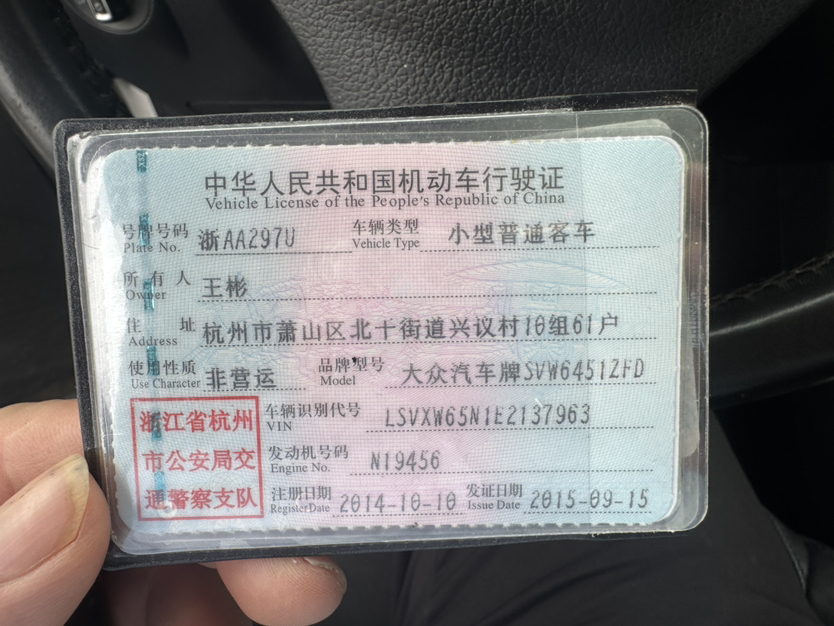 中华人民共和国机动车行驶证
Vehicle License of the People's Republic of China
号牌号码 浙AA297U 车辆类型 小型普通客车
Plate No. Vehicle Type
所有人 王彬
Owner
住址 杭州市萧山区北干街道兴议村10组61户
Address
使用性质 非营运 品牌型号 大众汽车牌SVW6451ZFD
Use Character Model
浙江省杭州
市公安局交
通警察支队
车辆识别代号 LSVXW65N1E2137963
VIN
发动机号码 N19456
Engine No.
注册日期 2014-10-10 发证日期 2015-09-15
Register Date Issue Date